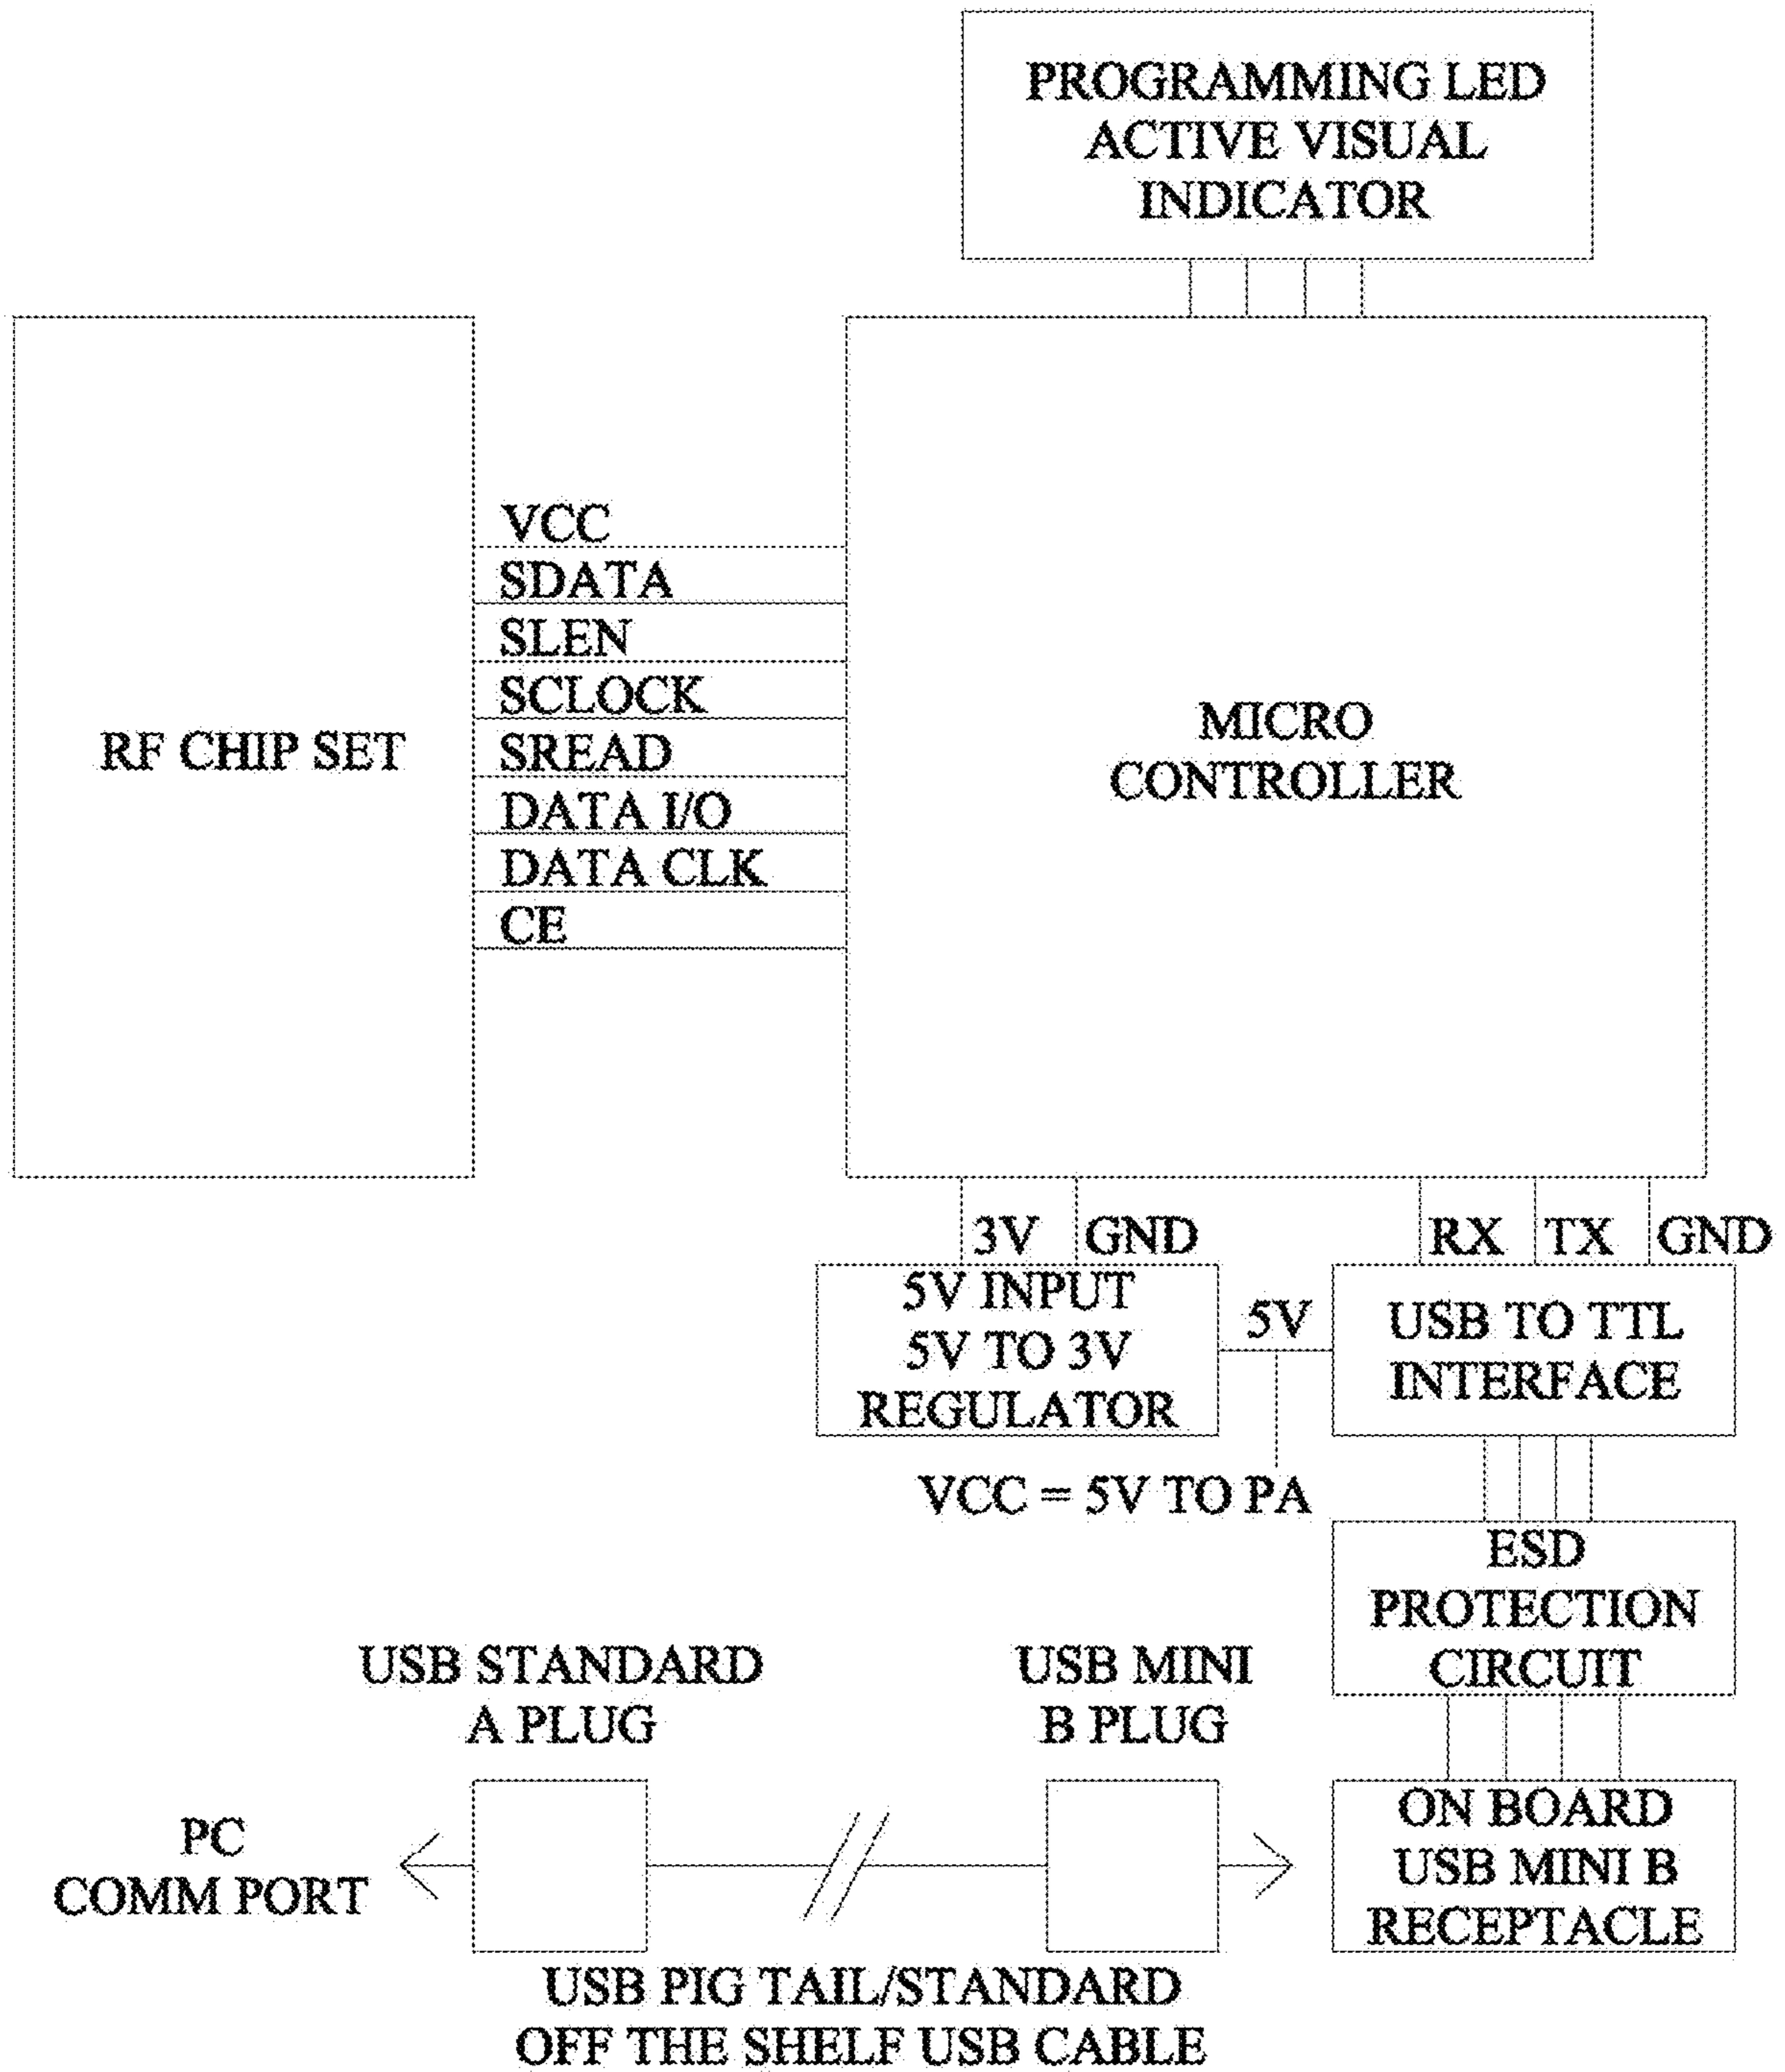 PROGRAMMING LED
ACTIVE VISUAL
INDICATOR
VCC
SDATA
SLEN
SCLOCK
SREAD
DATA I/O
DATA CLK
CE
RF CHIP SET
MICRO
CONTROLLER
3V
GND
RX
TX
GND
5V INPUT
5V TO 3V
REGULATOR
5V
USB TO TTL
INTERFACE
VCC = 5V TO PA
ESD
PROTECTION
CIRCUIT
USB STANDARD
A PLUG
USB MINI
B PLUG
PC
COMM PORT
ON BOARD
USB MINI B
RECEPTACLE
USB PIG TAIL/STANDARD
OFF THE SHELF USB CABLE